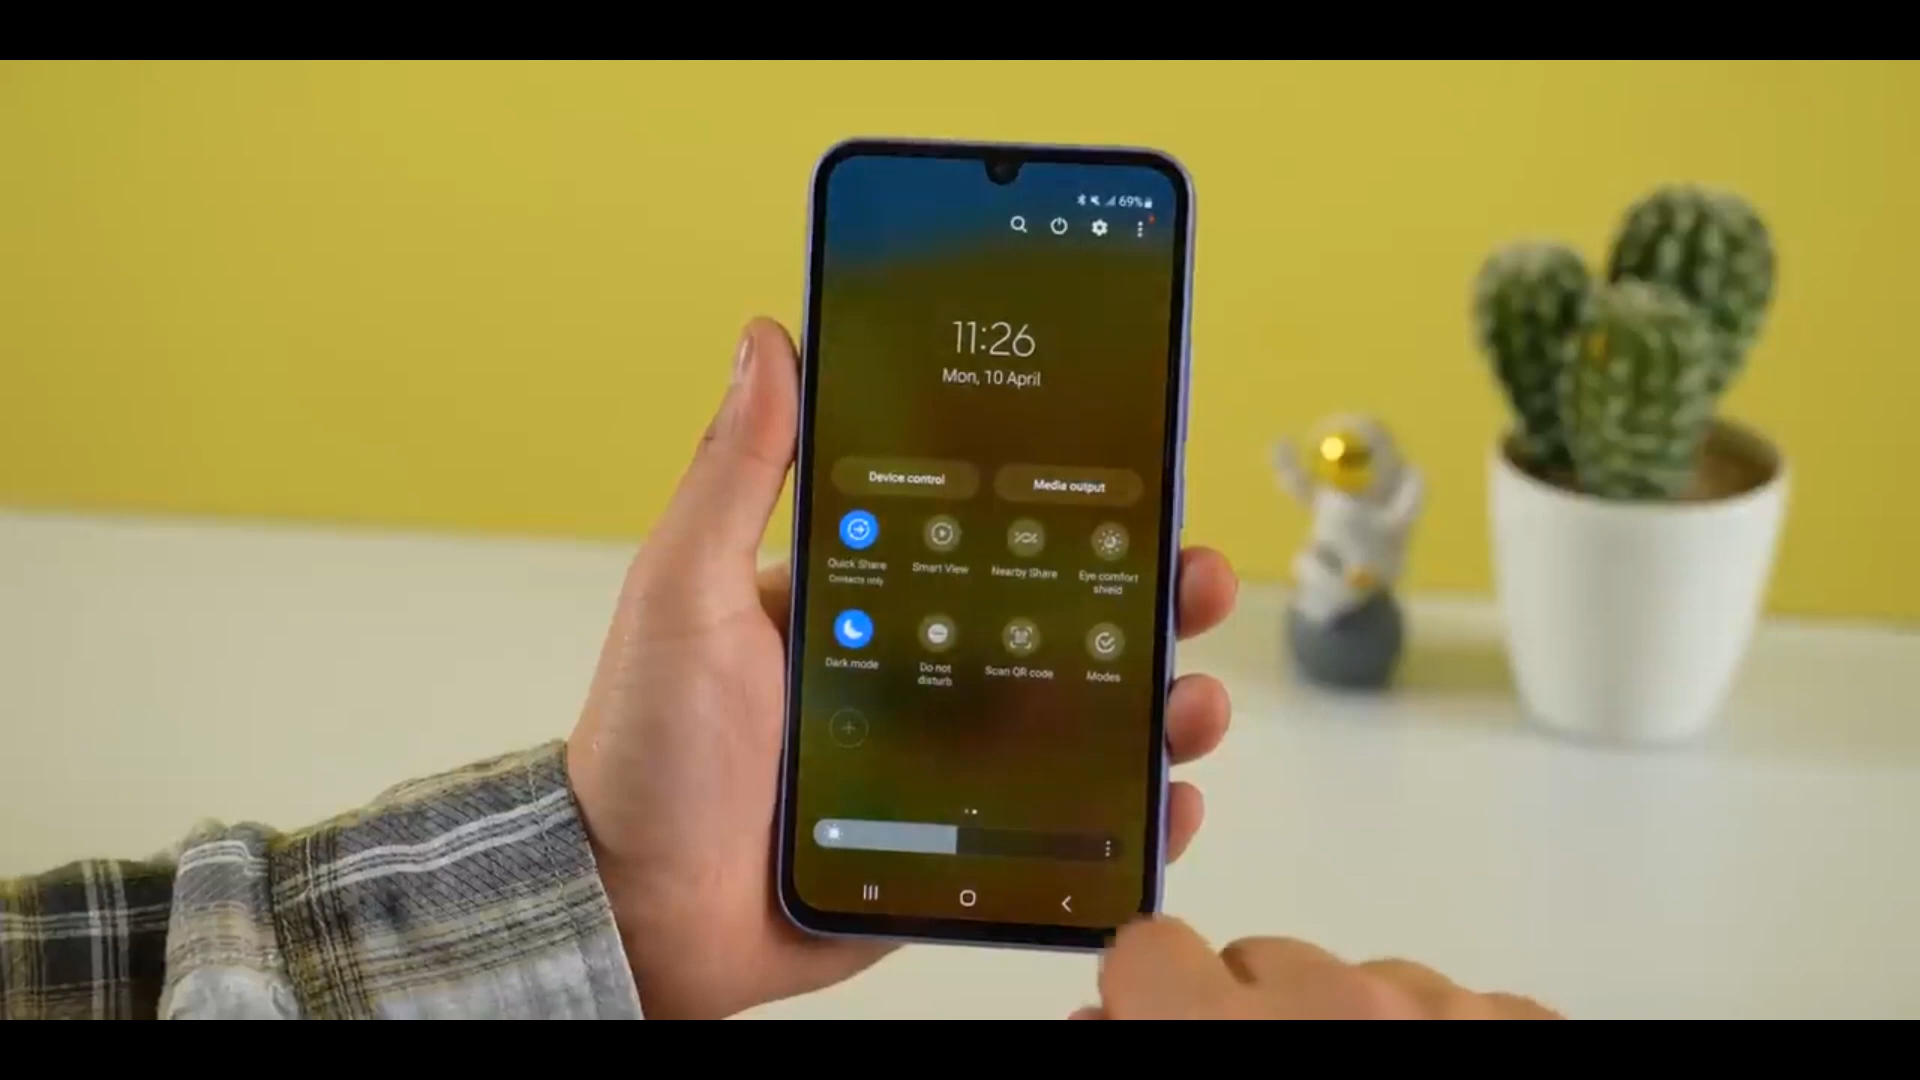 69%
11:26
Mon, 10 April
Device control
Media output
Quick Share
Contacts only
Smart View
Nearby Share
Eye comfort
shield
Dark mode
Do not
disturb
Scan QR code
Modes